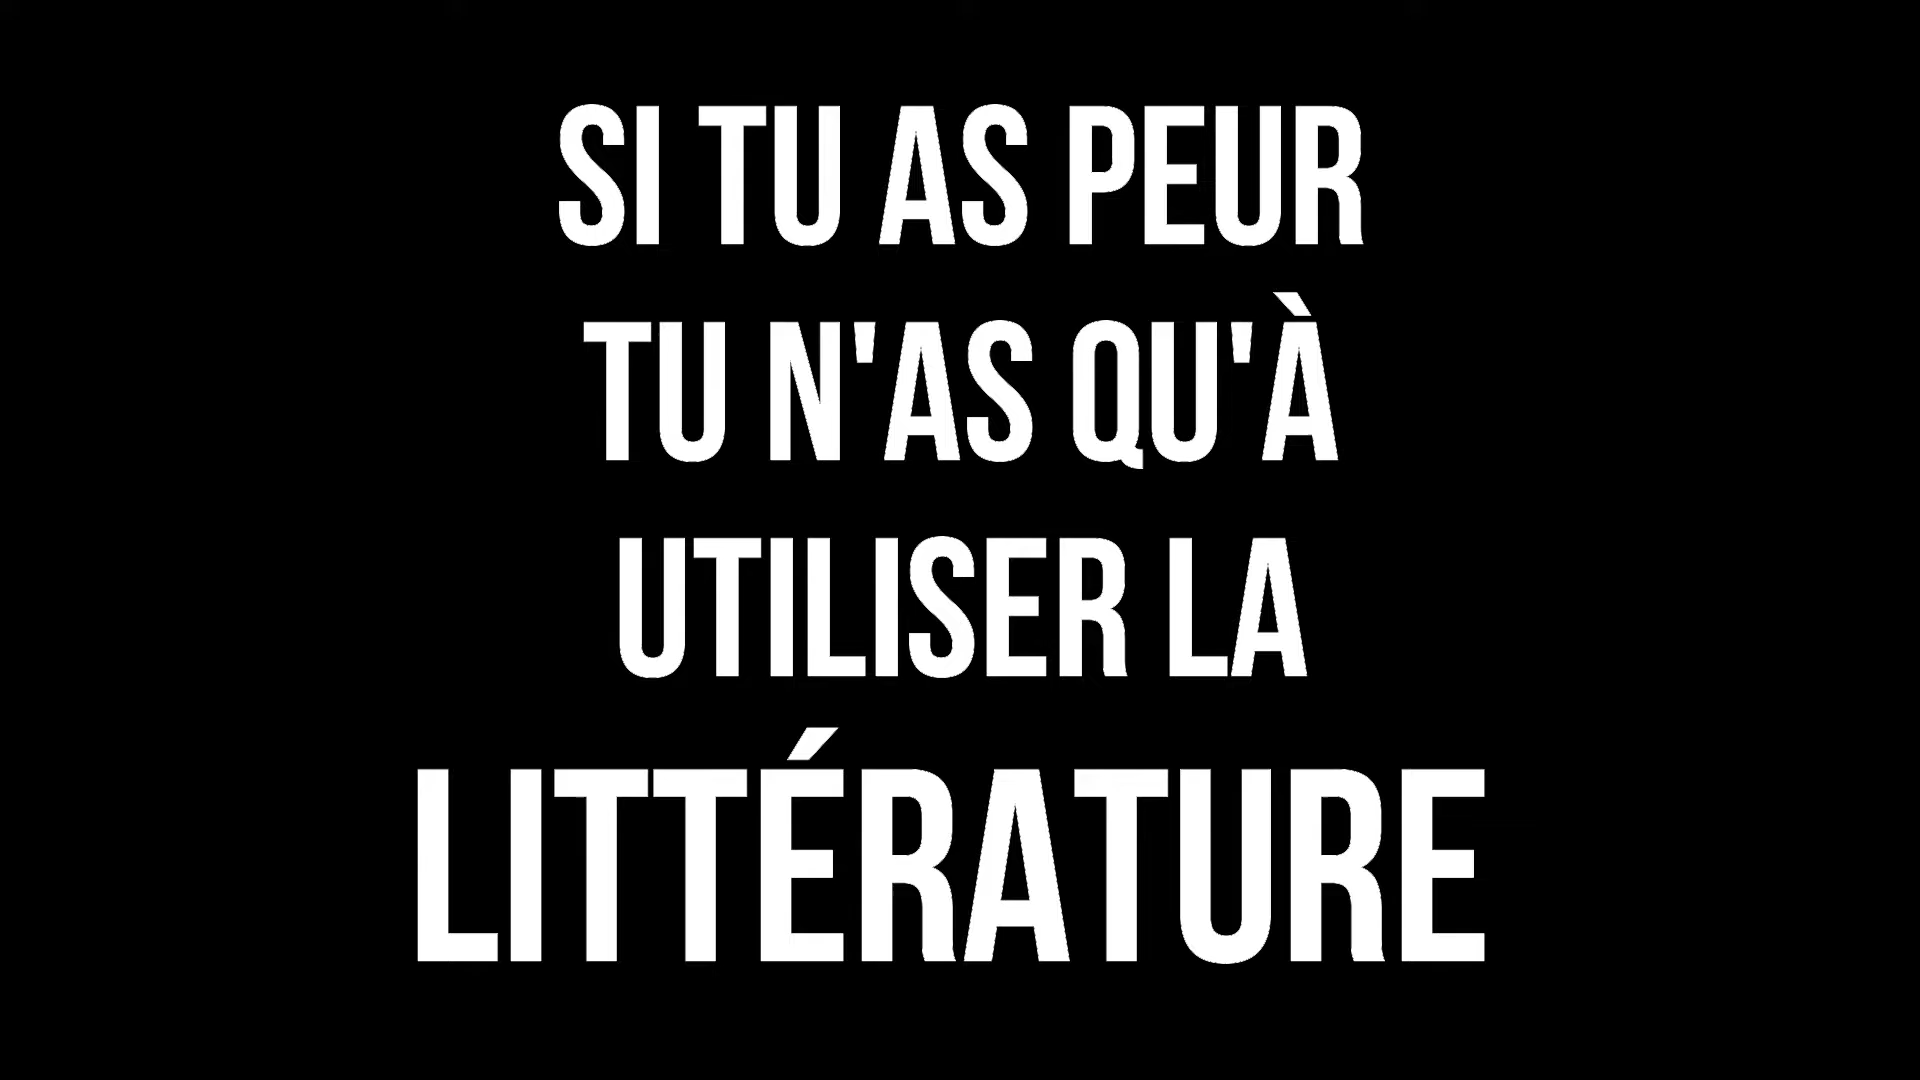 SI TU AS PEUR
TU N'AS QU'À
UTILISER LA
LITTÉRATURE